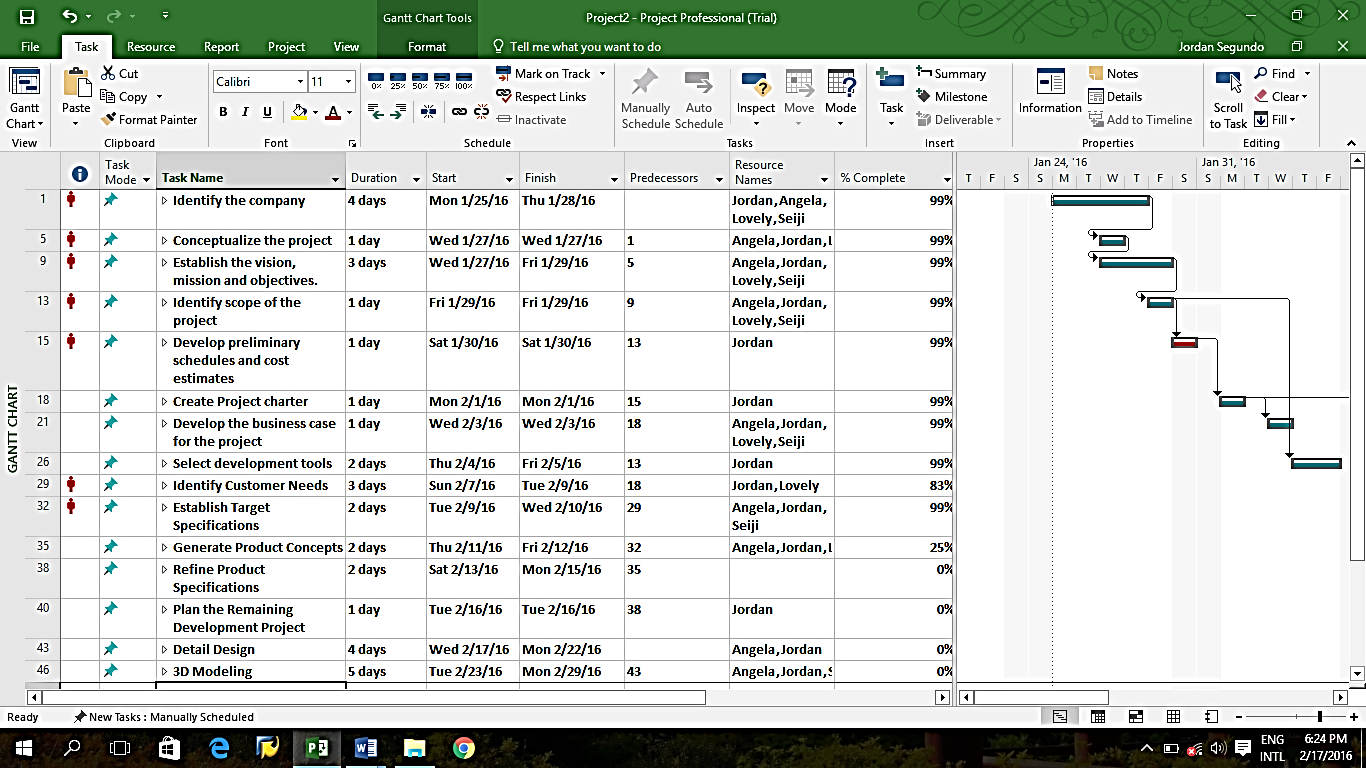 Gantt Chart Tools
Project2 - Project Professional (Trial)
File Task Resource Report Project View Format Tell me what you want to do Jordan Segundo
Gantt Chart
View
Paste
Cut
Copy
Format Painter
Clipboard
Calibri 11
B I U A
Font
0% 25% 50% 75% 100%
Mark on Track
Respect Links
Inactivate
Schedule
Manually Schedule
Auto Schedule
Inspect
Move
Mode
Tasks
Task
Summary
Milestone
Deliverable
Insert
Information
Notes
Details
Add to Timeline
Properties
Scroll to Task
Find
Clear
Fill
Editing
GANTT CHART
Task Mode Task Name Duration Start Finish Predecessors Resource Names % Complete
Jan 24, '16 Jan 31, '16
T F S S M T W T F S S M T W T F
1 Identify the company 4 days Mon 1/25/16 Thu 1/28/16 Jordan,Angela, 99%
Lovely,Seiji
5 Conceptualize the project 1 day Wed 1/27/16 Wed 1/27/16 1 Angela,Jordan,L 99%
9 Establish the vision, 3 days Wed 1/27/16 Fri 1/29/16 5 Angela,Jordan, 99%
mission and objectives. Lovely,Seiji
13 Identify scope of the 1 day Fri 1/29/16 Fri 1/29/16 9 Angela,Jordan, 99%
project Lovely,Seiji
15 Develop preliminary 1 day Sat 1/30/16 Sat 1/30/16 13 Jordan 99%
schedules and cost
estimates
18 Create Project charter 1 day Mon 2/1/16 Mon 2/1/16 15 Jordan 99%
21 Develop the business case 1 day Wed 2/3/16 Wed 2/3/16 18 Angela,Jordan, 99%
for the project Lovely,Seiji
26 Select development tools 2 days Thu 2/4/16 Fri 2/5/16 13 Jordan 99%
29 Identify Customer Needs 3 days Sun 2/7/16 Tue 2/9/16 18 Jordan,Lovely 83%
32 Establish Target 2 days Tue 2/9/16 Wed 2/10/16 29 Angela,Jordan, 99%
Specifications Seiji
35 Generate Product Concepts 2 days Thu 2/11/16 Fri 2/12/16 32 Angela,Jordan,L 25%
38 Refine Product 2 days Sat 2/13/16 Mon 2/15/16 35 0%
Specifications
40 Plan the Remaining 1 day Tue 2/16/16 Tue 2/16/16 38 Jordan 0%
Development Project
43 Detail Design 4 days Wed 2/17/16 Mon 2/22/16 Angela,Jordan 0%
46 3D Modeling 5 days Tue 2/23/16 Mon 2/29/16 43 Angela,Jordan,S 0%
Ready New Tasks : Manually Scheduled
ENG 6:24 PM
INTL 2/17/2016